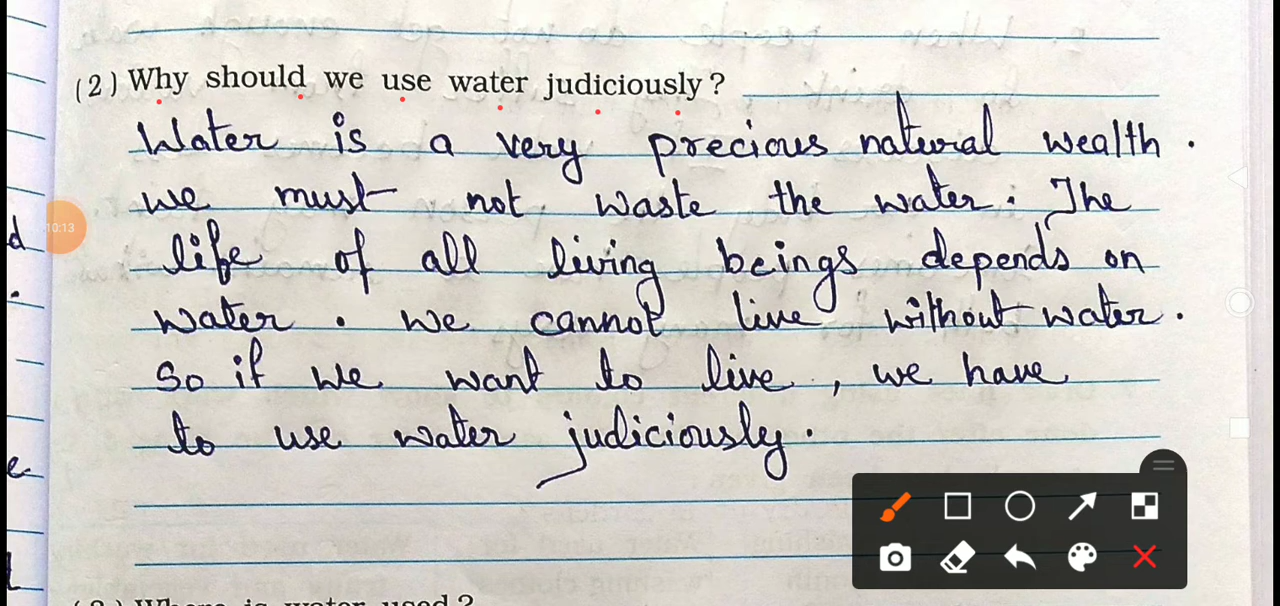 (2) Why should we use water judiciously?
Water is a very precious natural wealth.
we must not waste the water. The
life of all living beings depends on
water. we cannot live without water.
So if we want to live, we have
to use water judiciously.
10:13
d
e